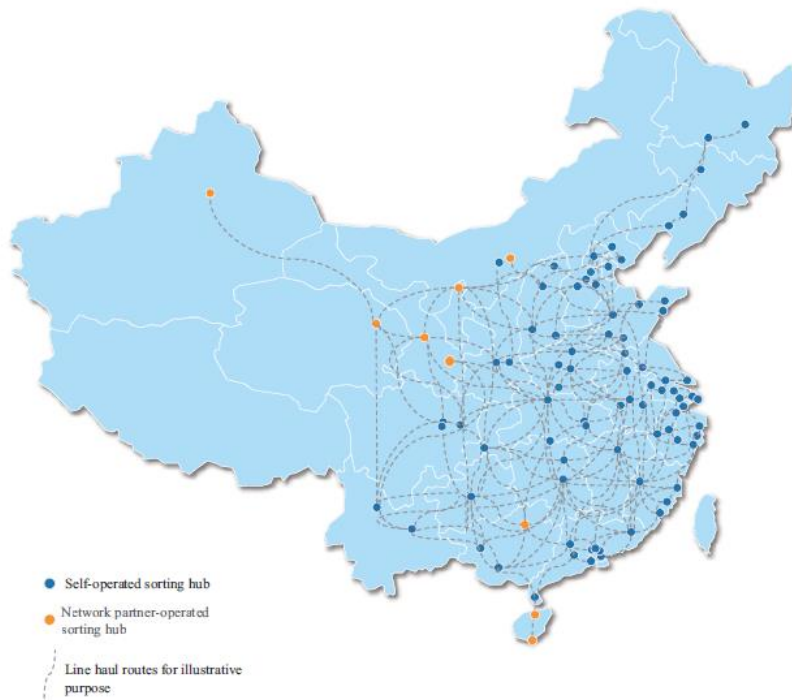 Self-operated sorting hub
Network partner-operated
sorting hub
Line haul routes for illustrative
purpose